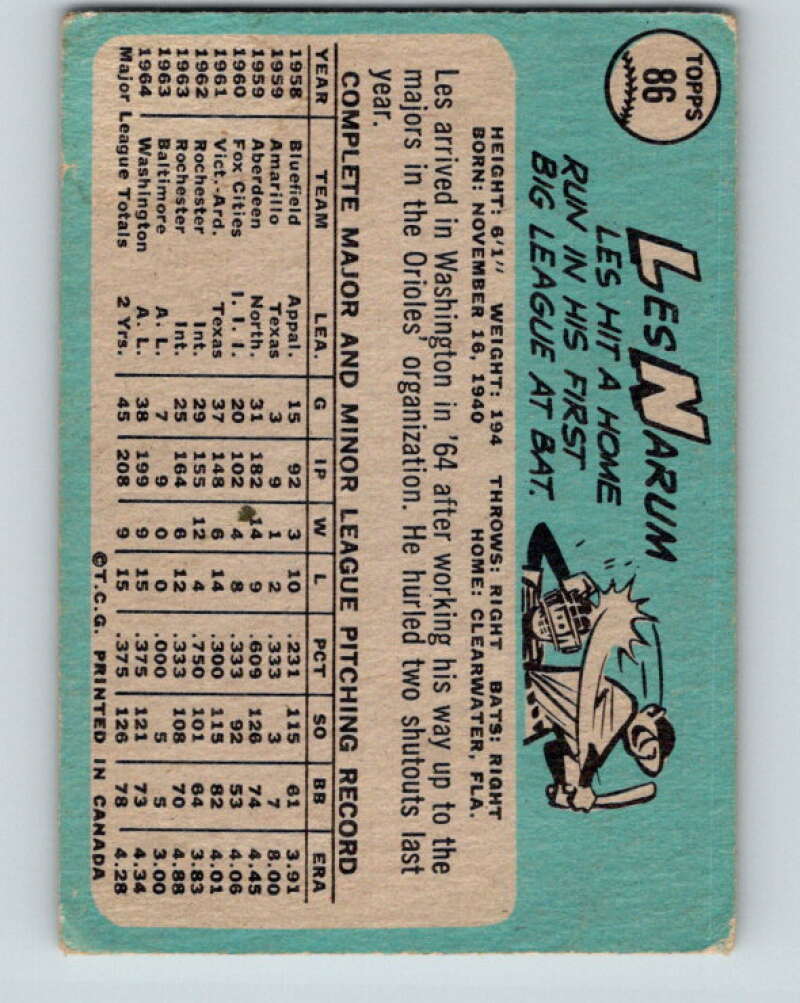 TOPPS
86
LES NARUM
LES HIT A HOME
RUN IN HIS FIRST
BIG LEAGUE AT BAT.
HEIGHT: 6'1" WEIGHT: 194 THROWS: RIGHT BATS: RIGHT
BORN: NOVEMBER 16, 1940 HOME: CLEARWATER, FLA.
Les arrived in Washington in '64 after working his way up to the
majors in the Orioles' organization. He hurled two shutouts last
year.
COMPLETE MAJOR AND MINOR LEAGUE PITCHING RECORD
YEAR TEAM LEA. G IP W L PCT SO BB ERA
1958 Bluefield Appal. 15 92 3 10 .231 115 61 3.91
1959 Amarillo Texas 3 9 1 2 .333 3 7 8.00
1959 Aberdeen North. 31 182 14 9 .609 126 74 4.45
1960 Fox Cities I. I. I. 20 102 4 8 .333 92 53 4.06
1961 Vict.-Ard. Texas 37 148 6 14 .300 115 82 4.01
1962 Rochester Int. 29 155 12 4 .750 101 64 3.83
1963 Rochester Int. 25 164 6 12 .333 108 70 4.88
1963 Baltimore A. L. 7 9 0 0 .000 5 5 3.00
1964 Washington A. L. 38 199 9 15 .375 121 73 4.34
Major League Totals 2 Yrs. 45 208 9 15 .375 126 78 4.28
©T.C.G. PRINTED IN CANADA